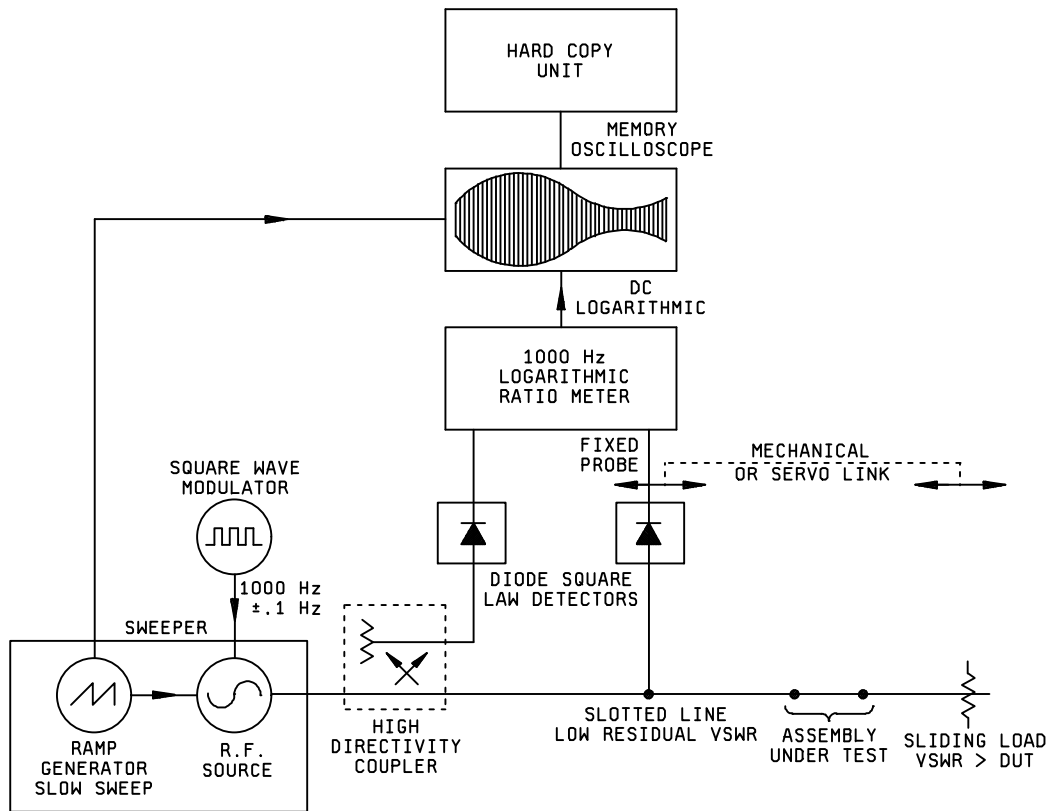 HARD COPY
UNIT
MEMORY
OSCILLOSCOPE
DC
LOGARITHMIC
1000 Hz
LOGARITHMIC
RATIO METER
FIXED
PROBE
MECHANICAL
OR SERVO LINK
SQUARE WAVE
MODULATOR
1000 Hz
±.1 Hz
DIODE SQUARE
LAW DETECTORS
SWEEPER
RAMP
GENERATOR
SLOW SWEEP
R.F.
SOURCE
HIGH
DIRECTIVITY
COUPLER
SLOTTED LINE
LOW RESIDUAL VSWR
ASSEMBLY
UNDER TEST
SLIDING LOAD
VSWR > DUT